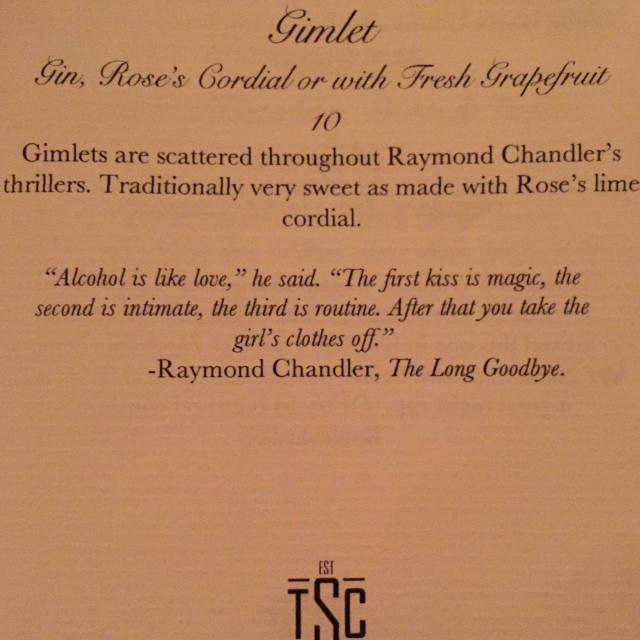 Gimlet
Gin, Rose's Cordial or with Fresh Grapefruit
10
Gimlets are scattered throughout Raymond Chandler's
thrillers. Traditionally very sweet as made with Rose's lime
cordial.
“Alcohol is like love,” he said. “The first kiss is magic, the
second is intimate, the third is routine. After that you take the
girl's clothes off.”
-Raymond Chandler, The Long Goodbye.
EST
TSC